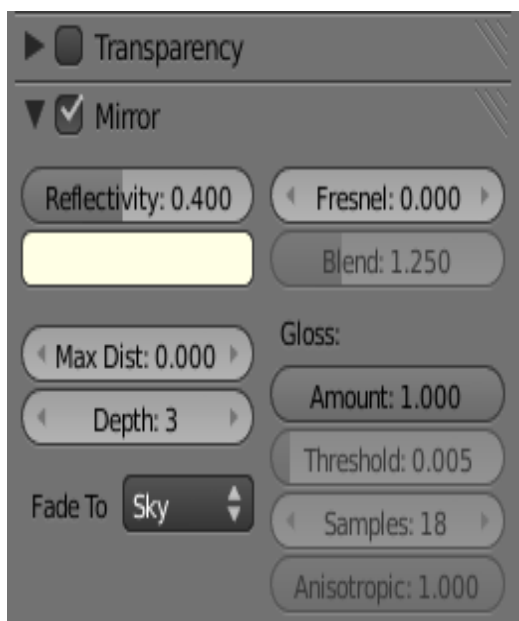 Transparency
Mirror
Reflectivity: 0.400
Fresnel: 0.000
Blend: 1.250
Max Dist: 0.000
Depth: 3
Fade To Sky
Gloss:
Amount: 1.000
Threshold: 0.005
Samples: 18
Anisotropic: 1.000